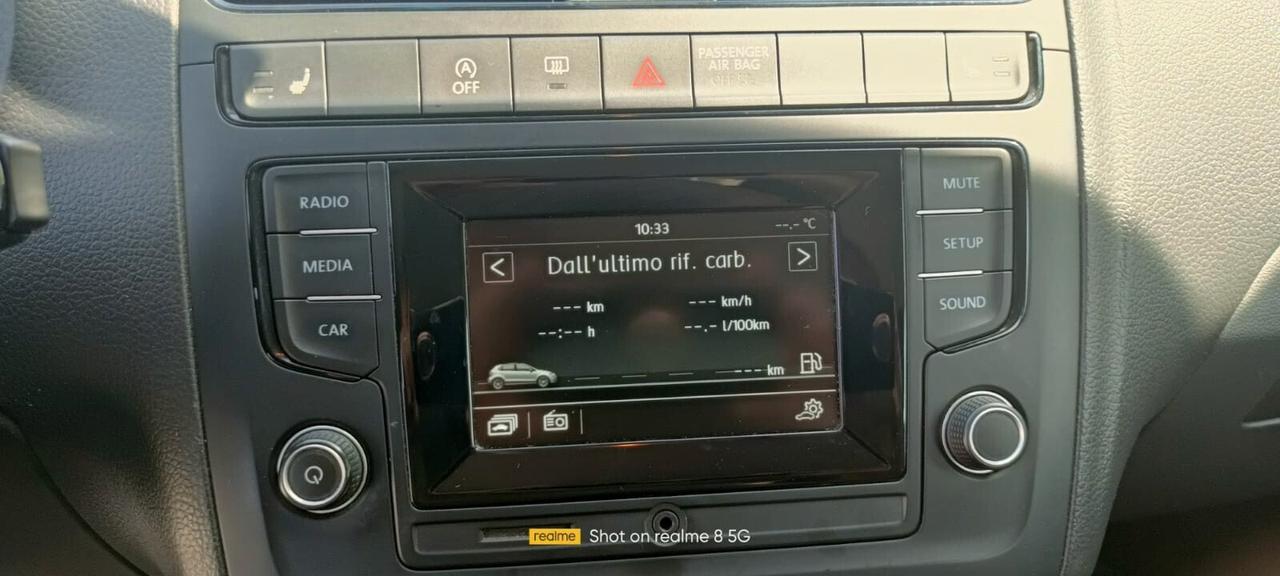 OFF
PASSENGER
AIR BAG
RADIO
MEDIA
CAR
MUTE
SETUP
SOUND
10:33
--.- °C
<
Dall'ultimo rif. carb.
>
--- km
--- km/h
--:-- h
--.- l/100km
--- km
realme Shot on realme 8 5G